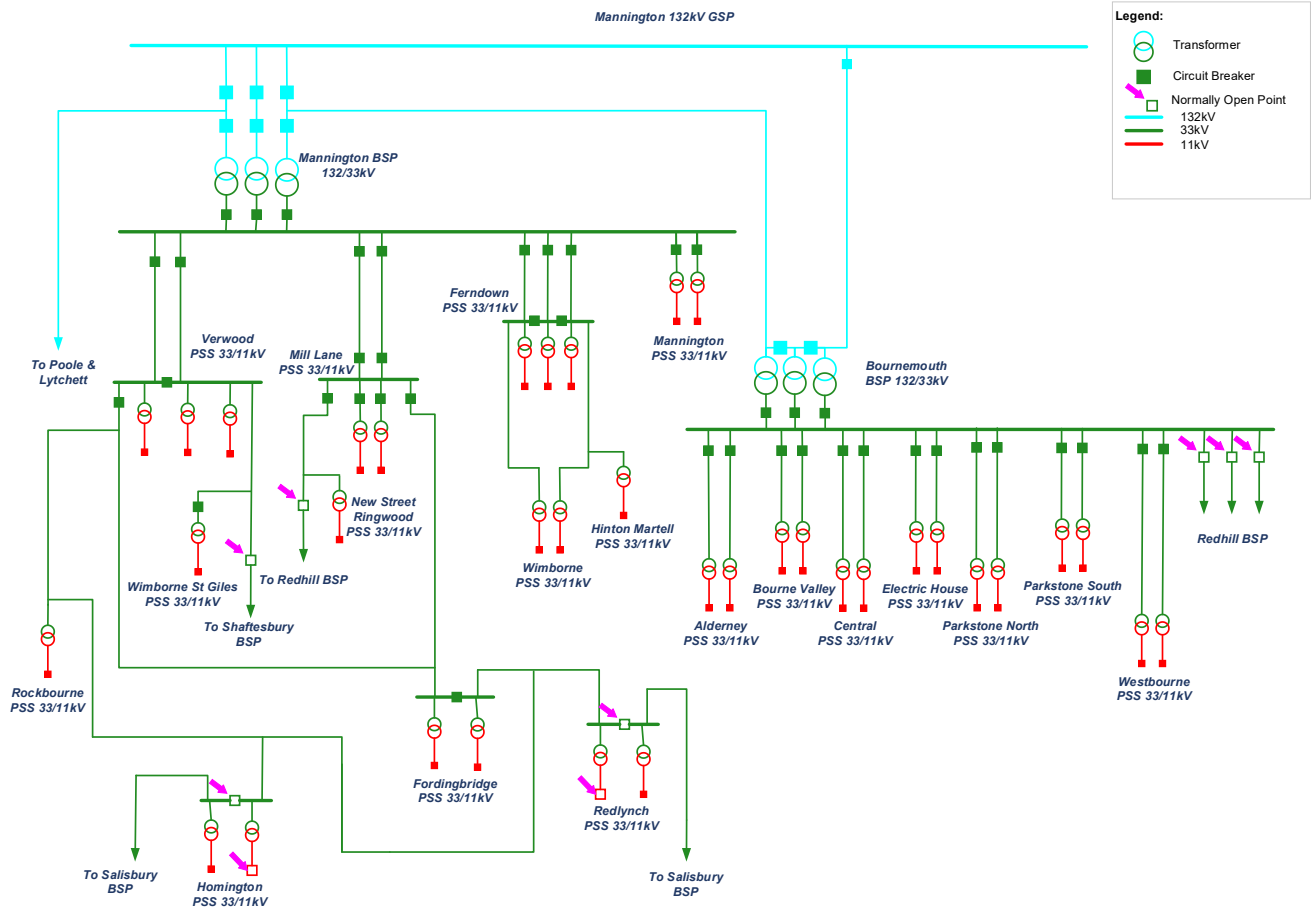 Mannington 132kV GSP
Legend:
Transformer
Circuit Breaker
Normally Open Point
132kV
33kV
11kV
Mannington BSP
132/33kV
Ferndown
PSS 33/11kV
Verwood
PSS 33/11kV
Mill Lane
PSS 33/11kV
Mannington
PSS 33/11kV
To Poole &
Lytchett
Bournemouth
BSP 132/33kV
New Street
Ringwood
PSS 33/11kV
Hinton Martell
PSS 33/11kV
Redhill BSP
Wimborne
PSS 33/11kV
To Redhill BSP
Wimborne St Giles
PSS 33/11kV
To Shaftesbury
BSP
Alderney
PSS 33/11kV
Bourne Valley
PSS 33/11kV
Central
PSS 33/11kV
Electric House
PSS 33/11kV
Parkstone North
PSS 33/11kV
Parkstone South
PSS 33/11kV
Westbourne
PSS 33/11kV
Rockbourne
PSS 33/11kV
Fordingbridge
PSS 33/11kV
Redlynch
PSS 33/11kV
To Salisbury
BSP
Homington
PSS 33/11kV
To Salisbury
BSP